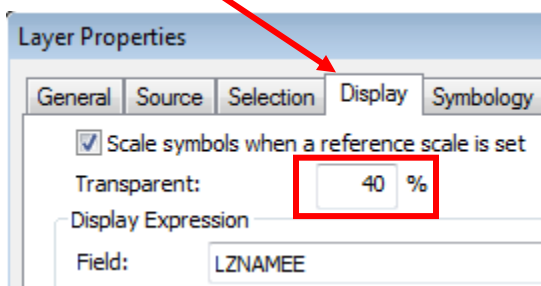 Layer Properties
General Source Selection Display Symbology
Scale symbols when a reference scale is set
Transparent: 40 %
Display Expression
Field: LZNAMEE